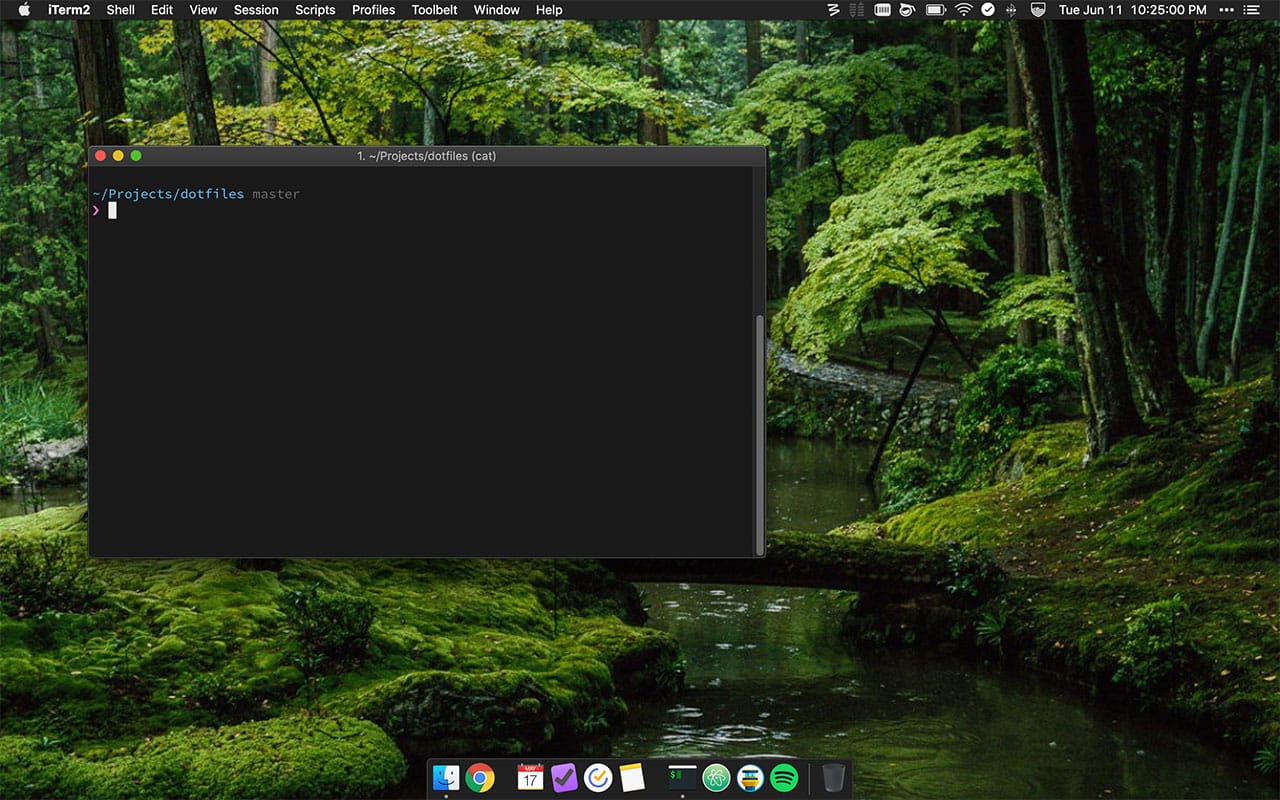 iTerm2 Shell Edit View Session Scripts Profiles Toolbelt Window Help Tue Jun 11 10:25:00 PM
1. ~/Projects/dotfiles (cat)
~/Projects/dotfiles master
❯
17
$